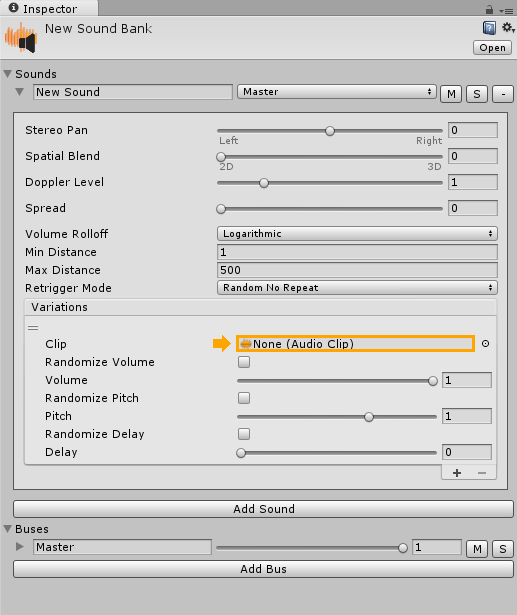 Inspector
New Sound Bank
Open
Sounds
New Sound Master M S -
Stereo Pan 0
Left Right
Spatial Blend 0
2D 3D
Doppler Level 1
Spread 0
Volume Rolloff Logarithmic
Min Distance 1
Max Distance 500
Retrigger Mode Random No Repeat
Variations
Clip None (Audio Clip)
Randomize Volume
Volume 1
Randomize Pitch
Pitch 1
Randomize Delay
Delay 0
+ −
Add Sound
Buses
Master 1 M S
Add Bus